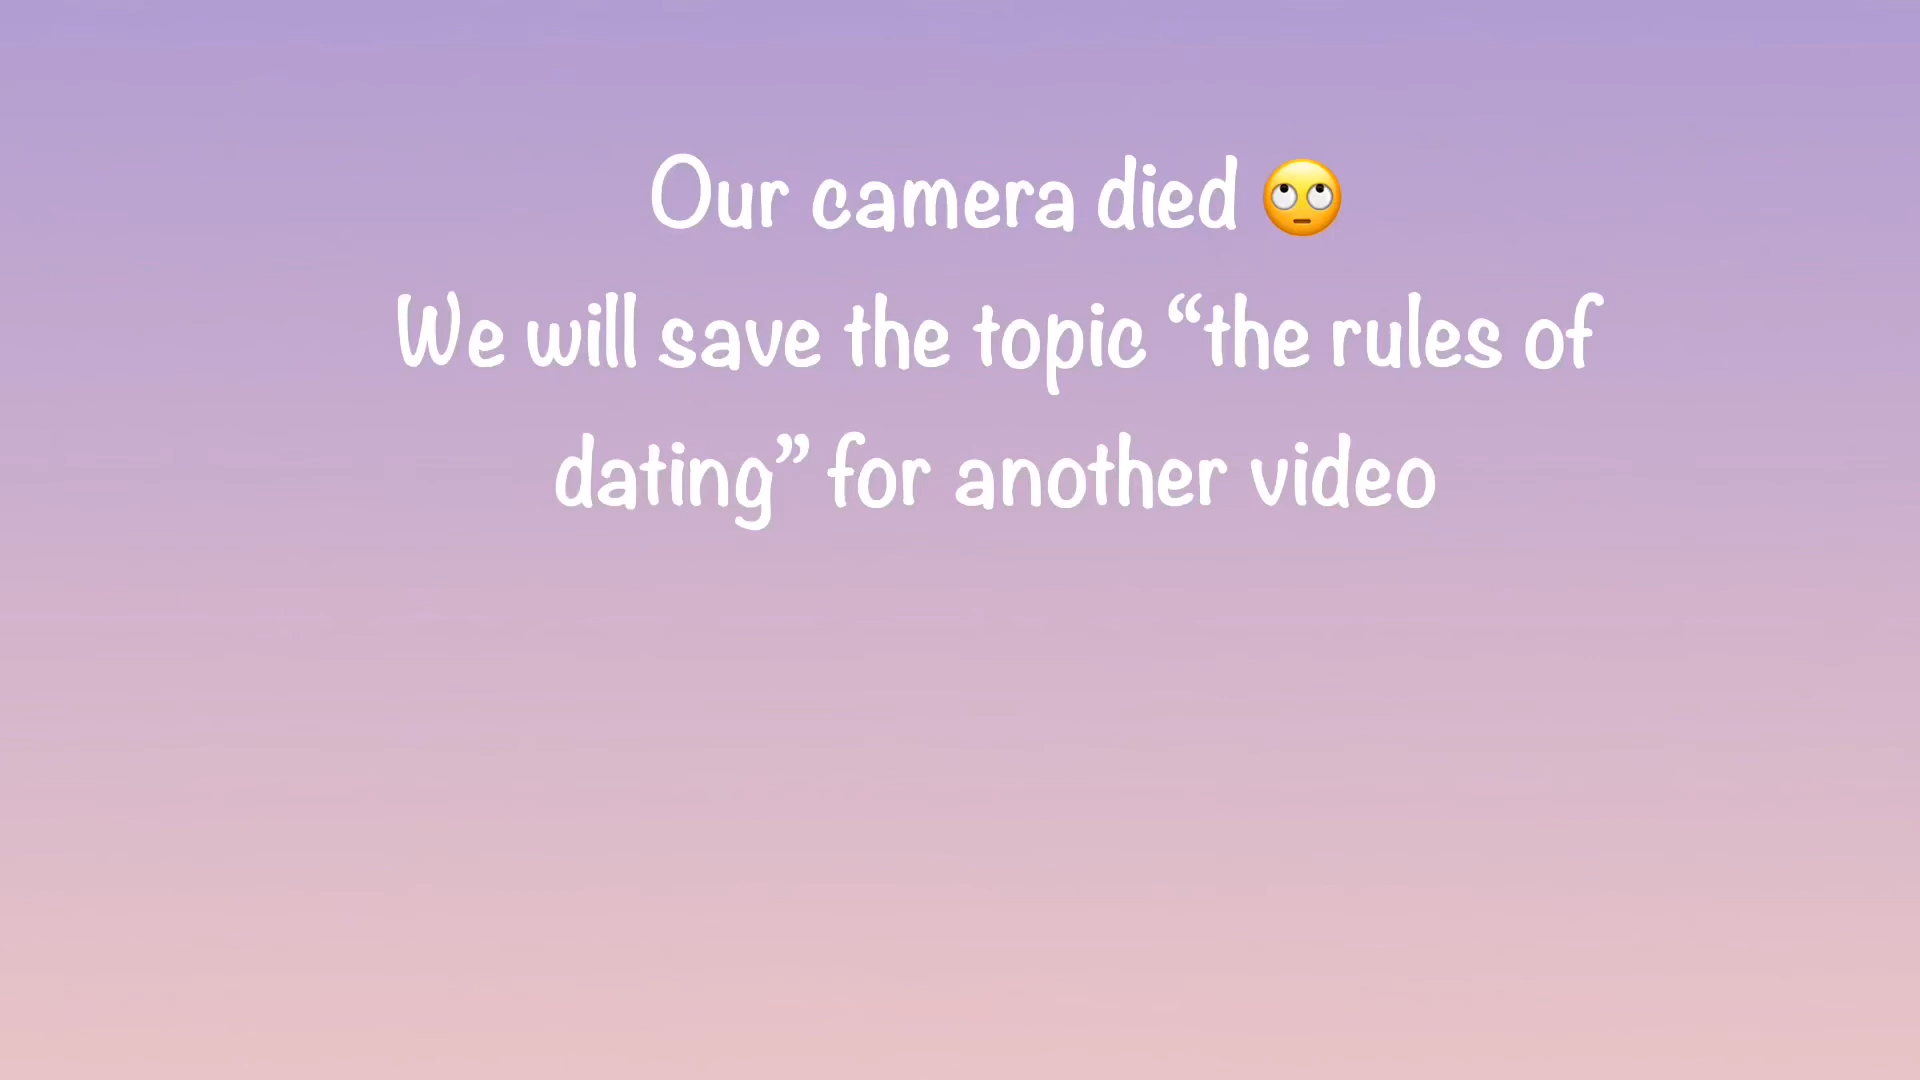 Our camera died 🙄
We will save the topic “the rules of
dating” for another video